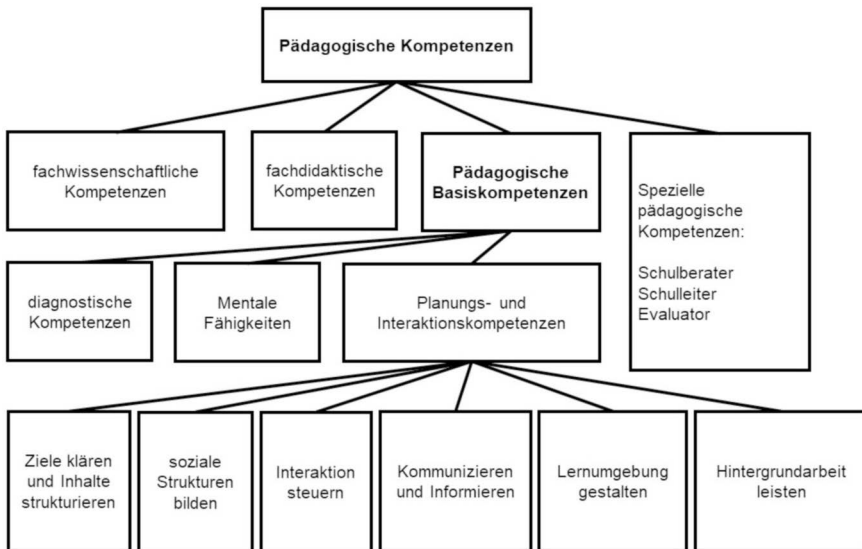 Pädagogische Kompetenzen
fachwissenschaftliche
Kompetenzen
fachdidaktische
Kompetenzen
Pädagogische
Basiskompetenzen
Spezielle
pädagogische
Kompetenzen:
Schulberater
Schulleiter
Evaluator
diagnostische
Kompetenzen
Mentale
Fähigkeiten
Planungs- und
Interaktionskompetenzen
Ziele klären
und Inhalte
strukturieren
soziale
Strukturen
bilden
Interaktion
steuern
Kommunizieren
und Informieren
Lernumgebung
gestalten
Hintergrundarbeit
leisten